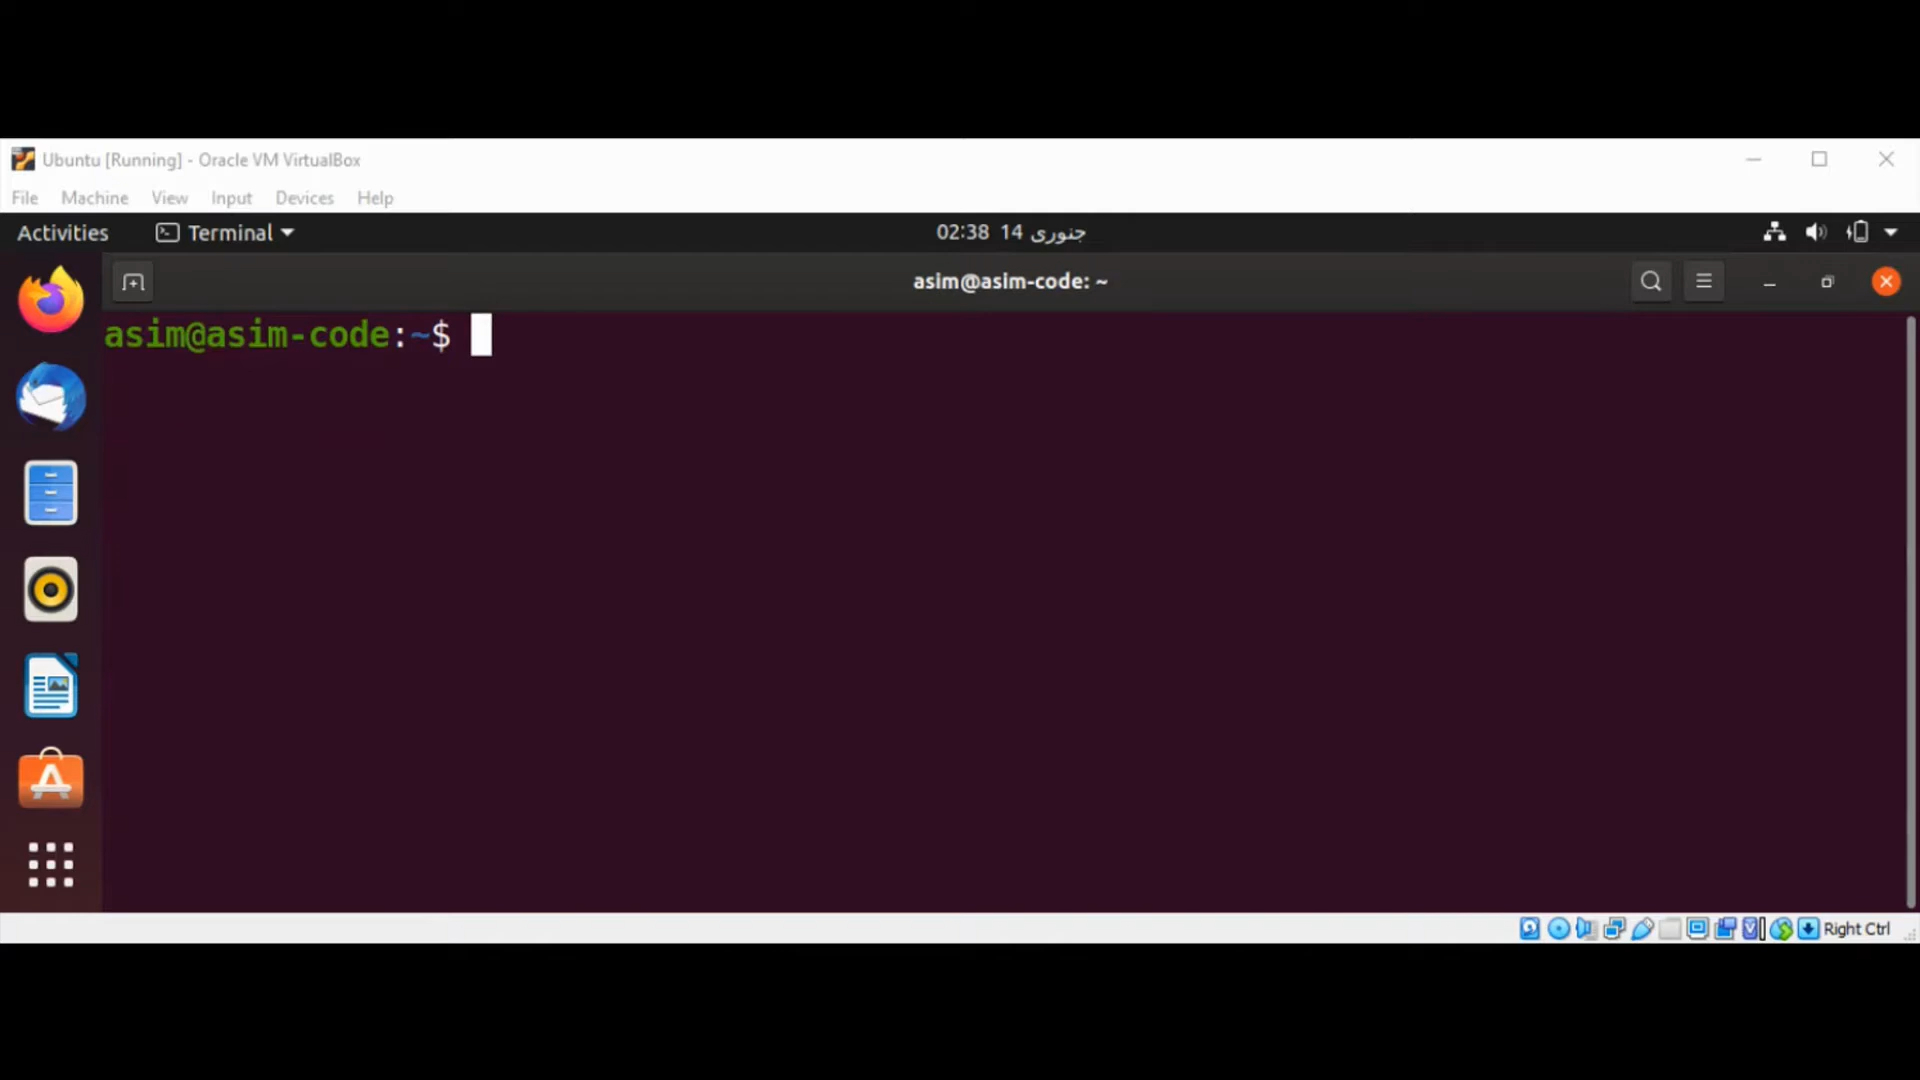 Ubuntu [Running] - Oracle VM VirtualBox
File Machine View Input Devices Help
Activities Terminal 02:38 14 جنوری
asim@asim-code: ~
asim@asim-code:~$
Right Ctrl